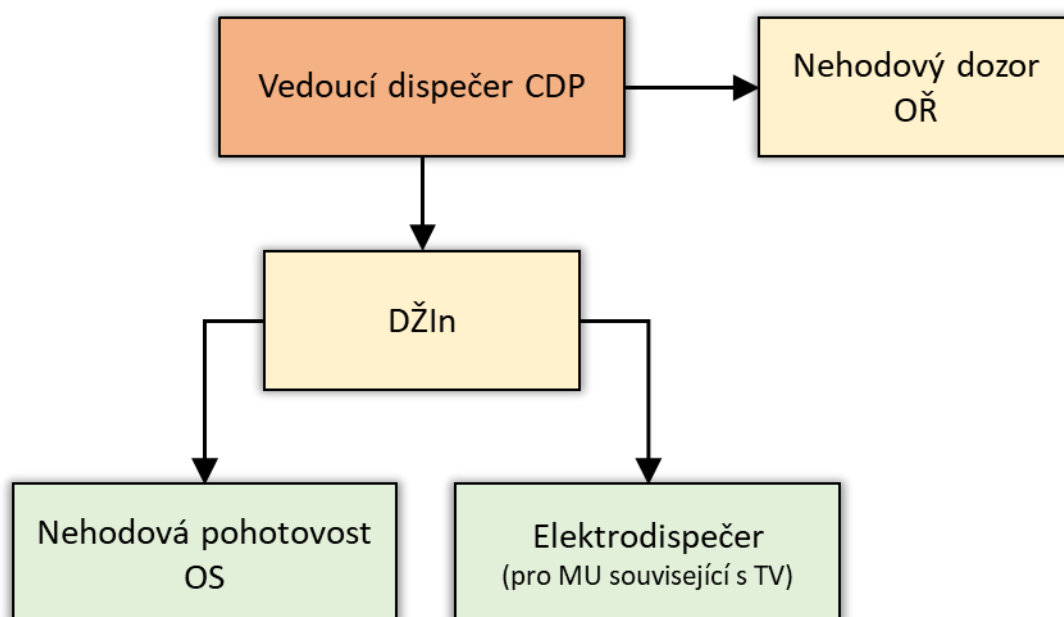 Vedoucí dispečer CDP
Nehodový dozor
OŘ
DŽIn
Nehodová pohotovost
OS
Elektrodispečer
(pro MU související s TV)